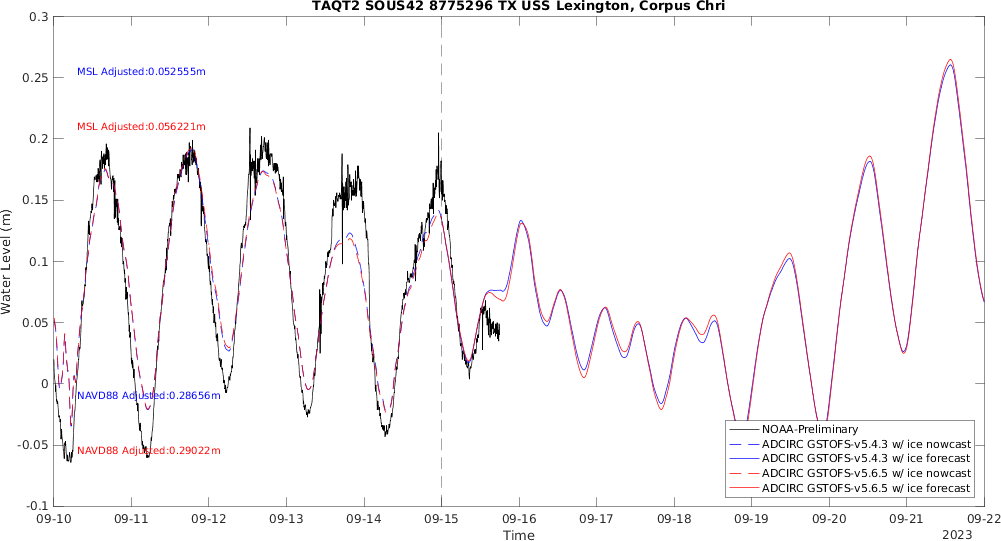 TAQT2 SOUS42 8775296 TX USS Lexington, Corpus Chri
0.3
0.25
0.2
0.15
0.1
0.05
0
-0.05
-0.1
Water Level (m)
MSL Adjusted:0.052555m
MSL Adjusted:0.056221m
NAVD88 Adjusted:0.28656m
NAVD88 Adjusted:0.29022m
NOAA-Preliminary
ADCIRC GSTOFS-v5.4.3 w/ ice nowcast
ADCIRC GSTOFS-v5.4.3 w/ ice forecast
ADCIRC GSTOFS-v5.6.5 w/ ice nowcast
ADCIRC GSTOFS-v5.6.5 w/ ice forecast
09-10 09-11 09-12 09-13 09-14 09-15 09-16 09-17 09-18 09-19 09-20 09-21 09-22
Time
2023